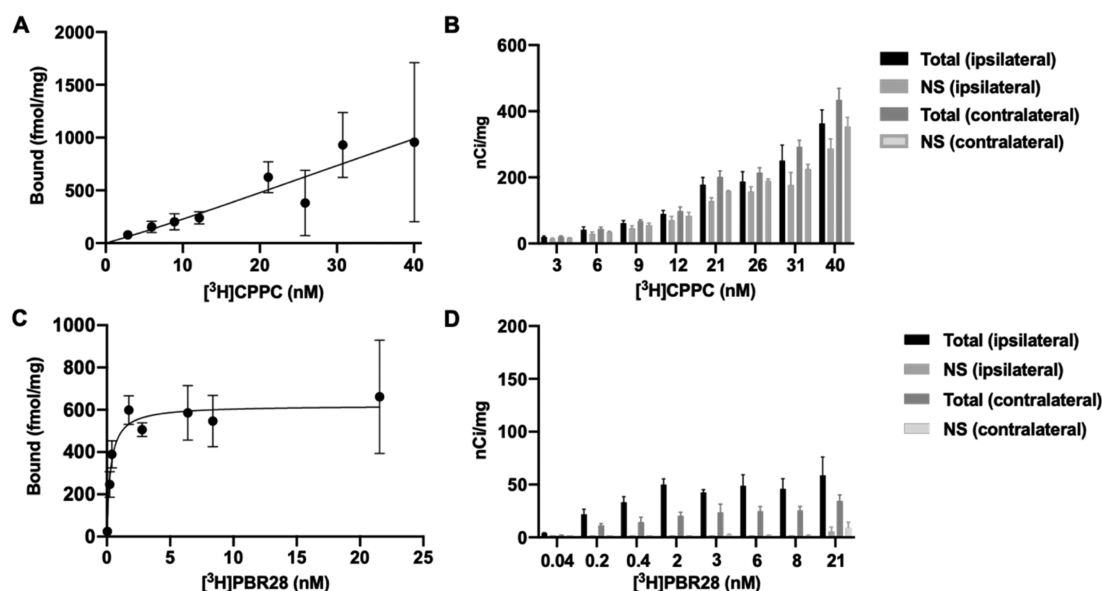 A
2000
1500
1000
500
0
Bound (fmol/mg)
0 10 20 30 40
[³H]CPPC (nM)
B
600
400
200
0
nCi/mg
3 6 9 12 21 26 31 40
[³H]CPPC (nM)
Total (ipsilateral)
NS (ipsilateral)
Total (contralateral)
NS (contralateral)
C
1000
800
600
400
200
0
Bound (fmol/mg)
0 5 10 15 20 25
[³H]PBR28 (nM)
D
200
150
100
50
0
nCi/mg
0.04 0.2 0.4 2 3 6 8 21
[³H]PBR28 (nM)
Total (ipsilateral)
NS (ipsilateral)
Total (contralateral)
NS (contralateral)